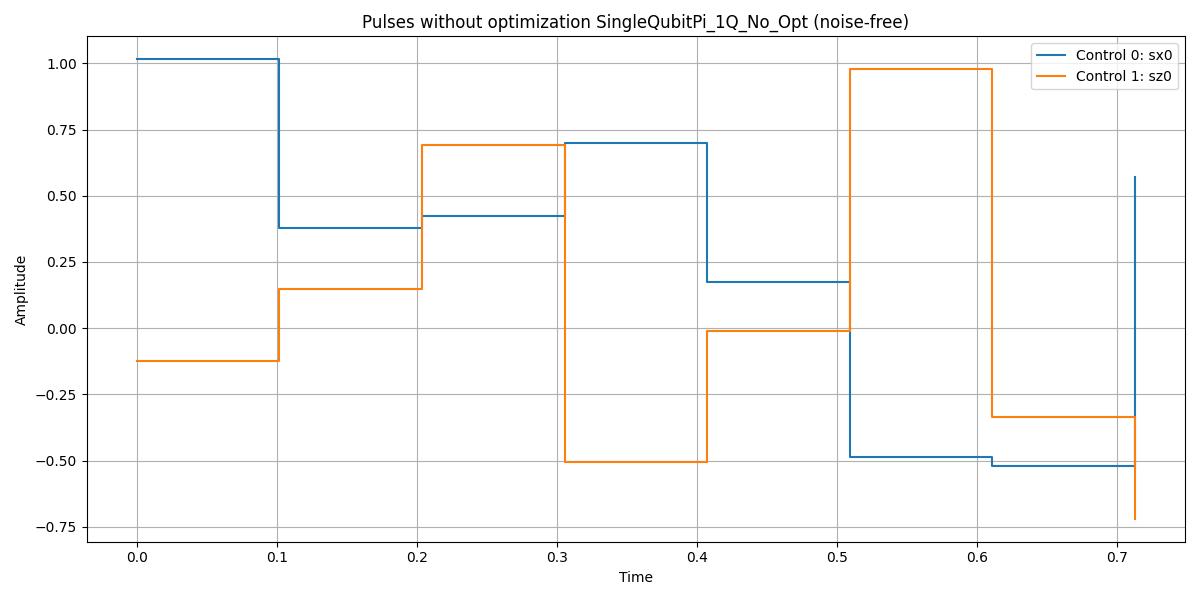 Pulses without optimization SingleQubitPi_1Q_No_Opt (noise-free)
Control 0: sx0
Control 1: sz0
Amplitude
1.00
0.75
0.50
0.25
0.00
−0.25
−0.50
−0.75
0.0 0.1 0.2 0.3 0.4 0.5 0.6 0.7
Time